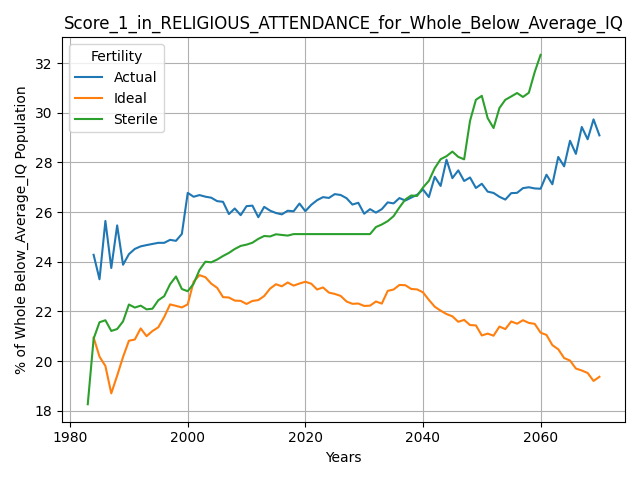 Score_1_in_RELIGIOUS_ATTENDANCE_for_Whole_Below_Average_IQ
Fertility
Actual
Ideal
Sterile
% of Whole Below_Average_IQ Population
32
30
28
26
24
22
20
18
1980
2000
2020
2040
2060
Years